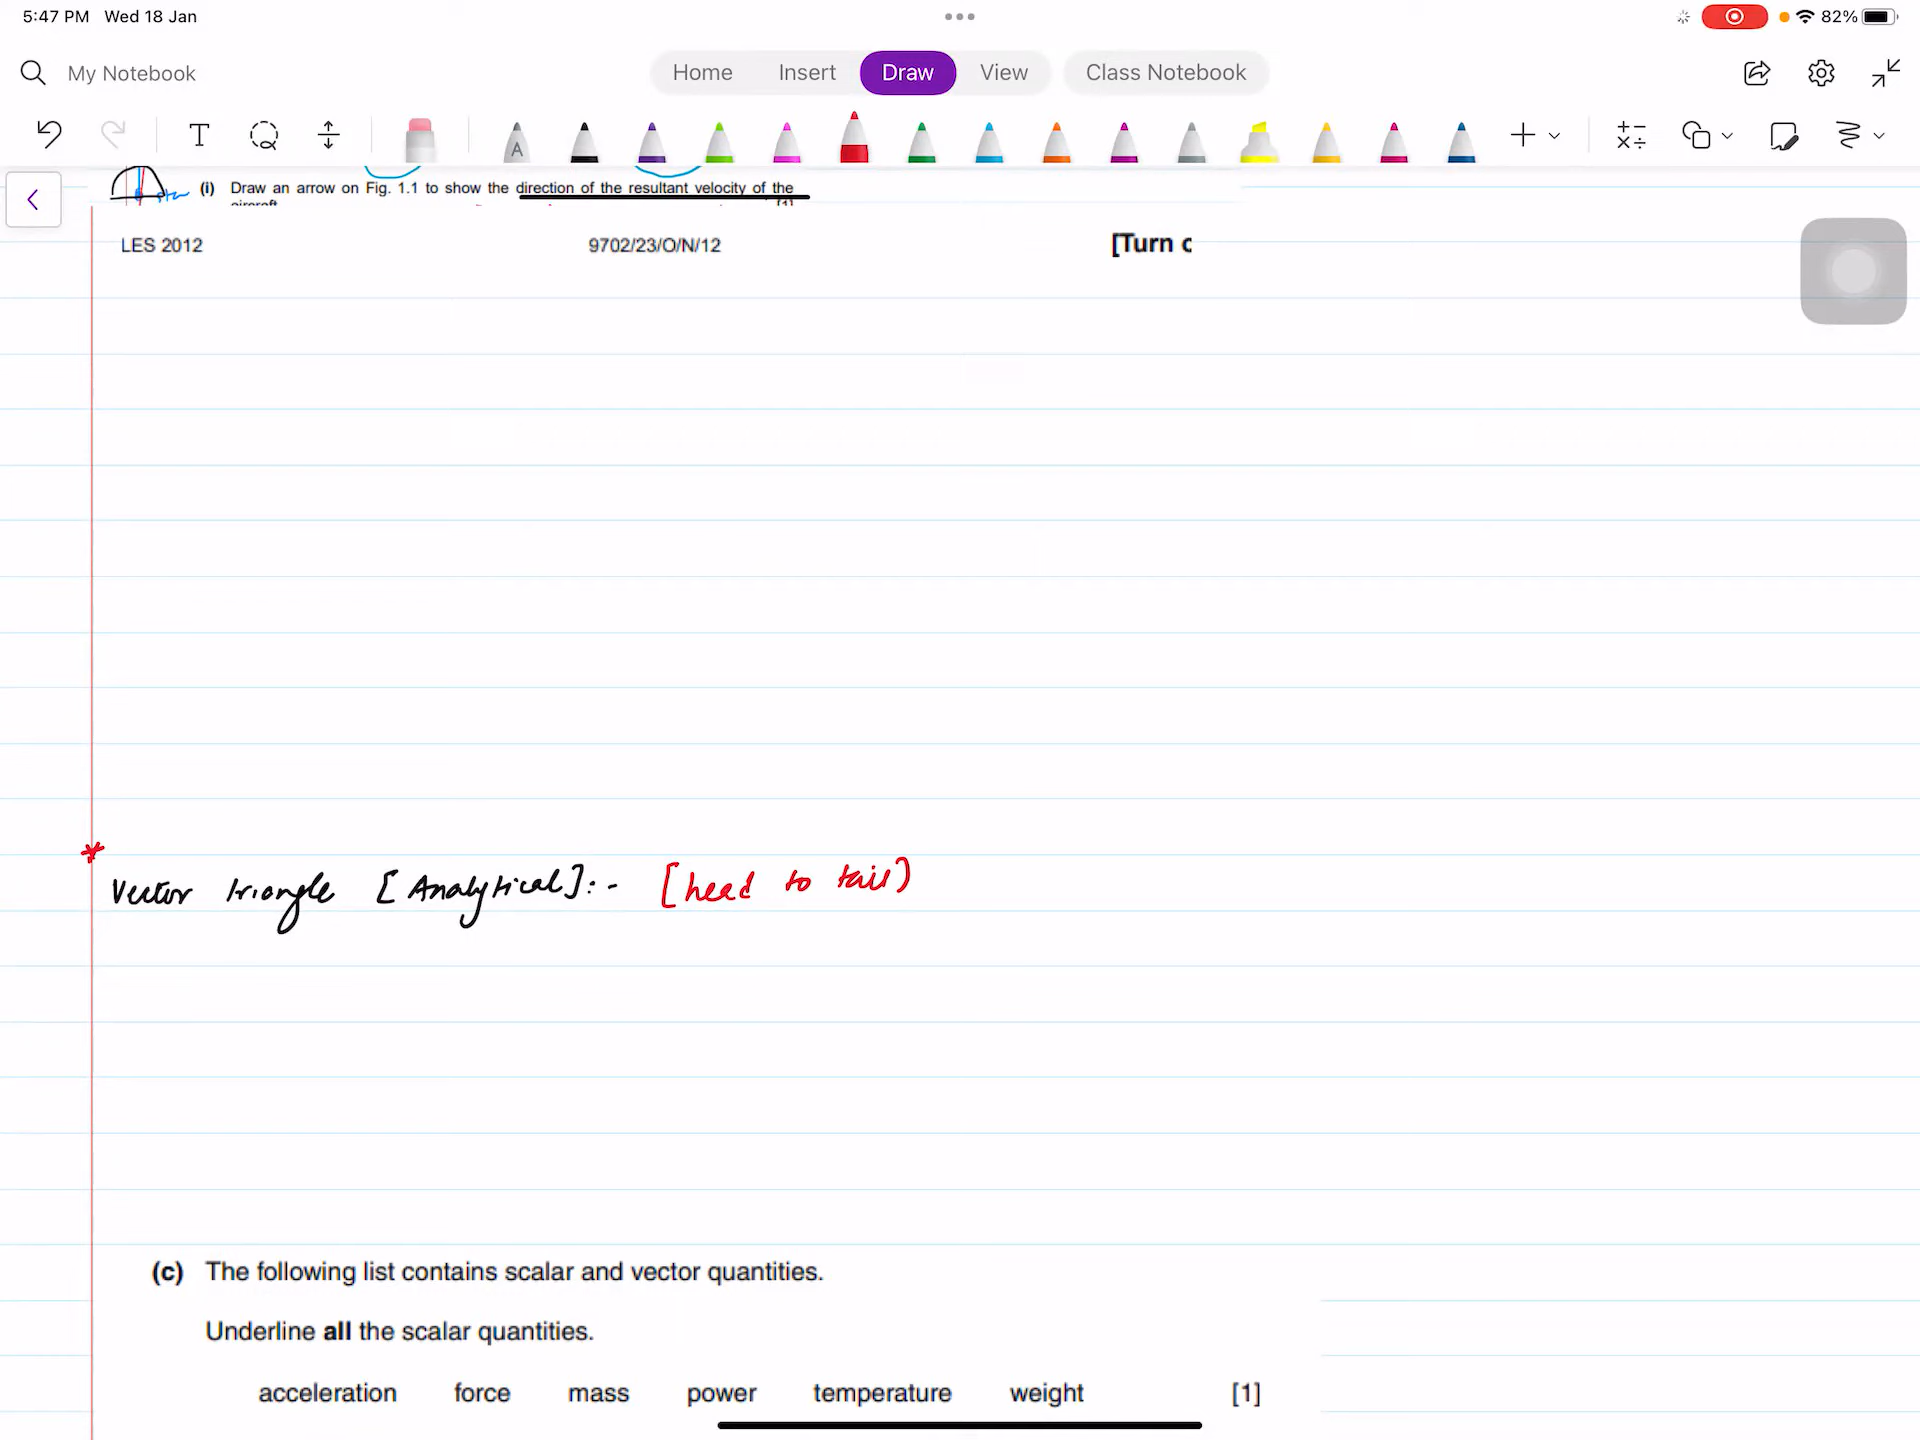 5:47 PM Wed 18 Jan
82%
My Notebook
Home Insert Draw View Class Notebook
T A
(i) Draw an arrow on Fig. 1.1 to show the direction of the resultant velocity of the
aircraft [1]
LES 2012 9702/23/O/N/12 [Turn o
* Vector triangle [Analytical]:- [head to tail)
(c) The following list contains scalar and vector quantities.
Underline all the scalar quantities.
acceleration force mass power temperature weight [1]